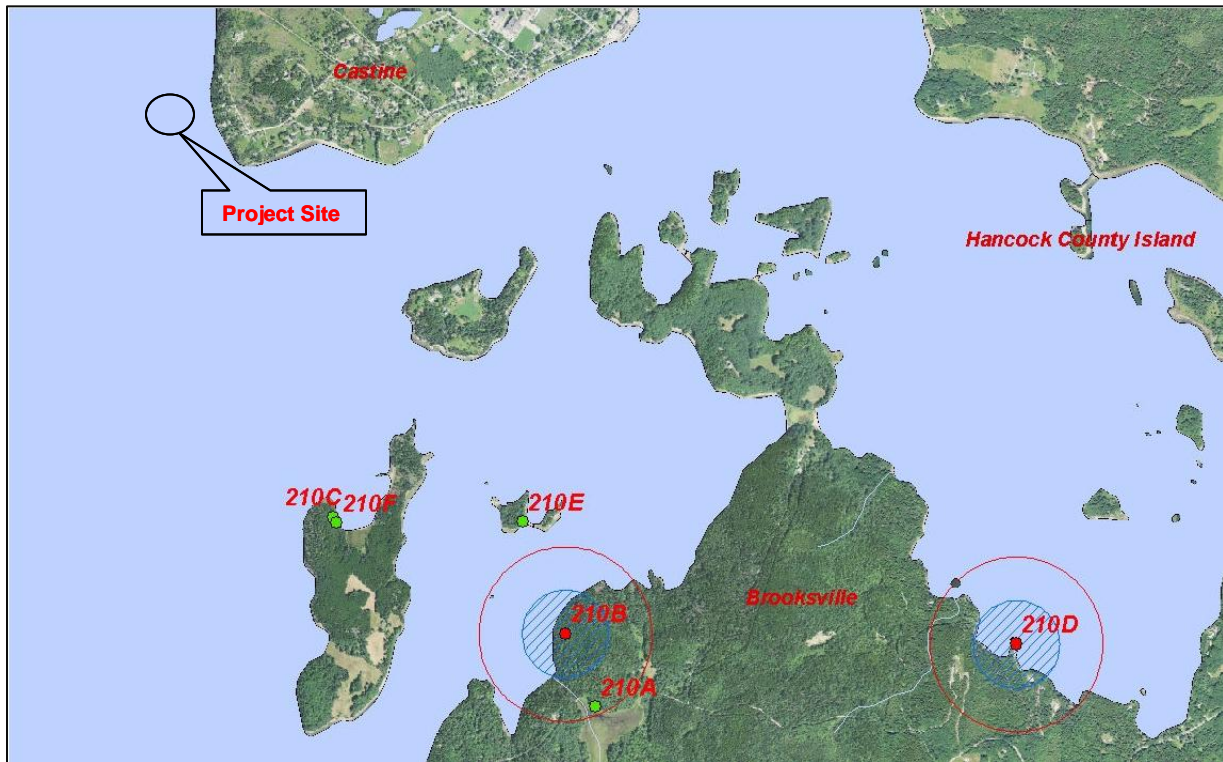 Castine
Project Site
Hancock County Island
210C
210F
210E
Brooksville
210B
210D
210A